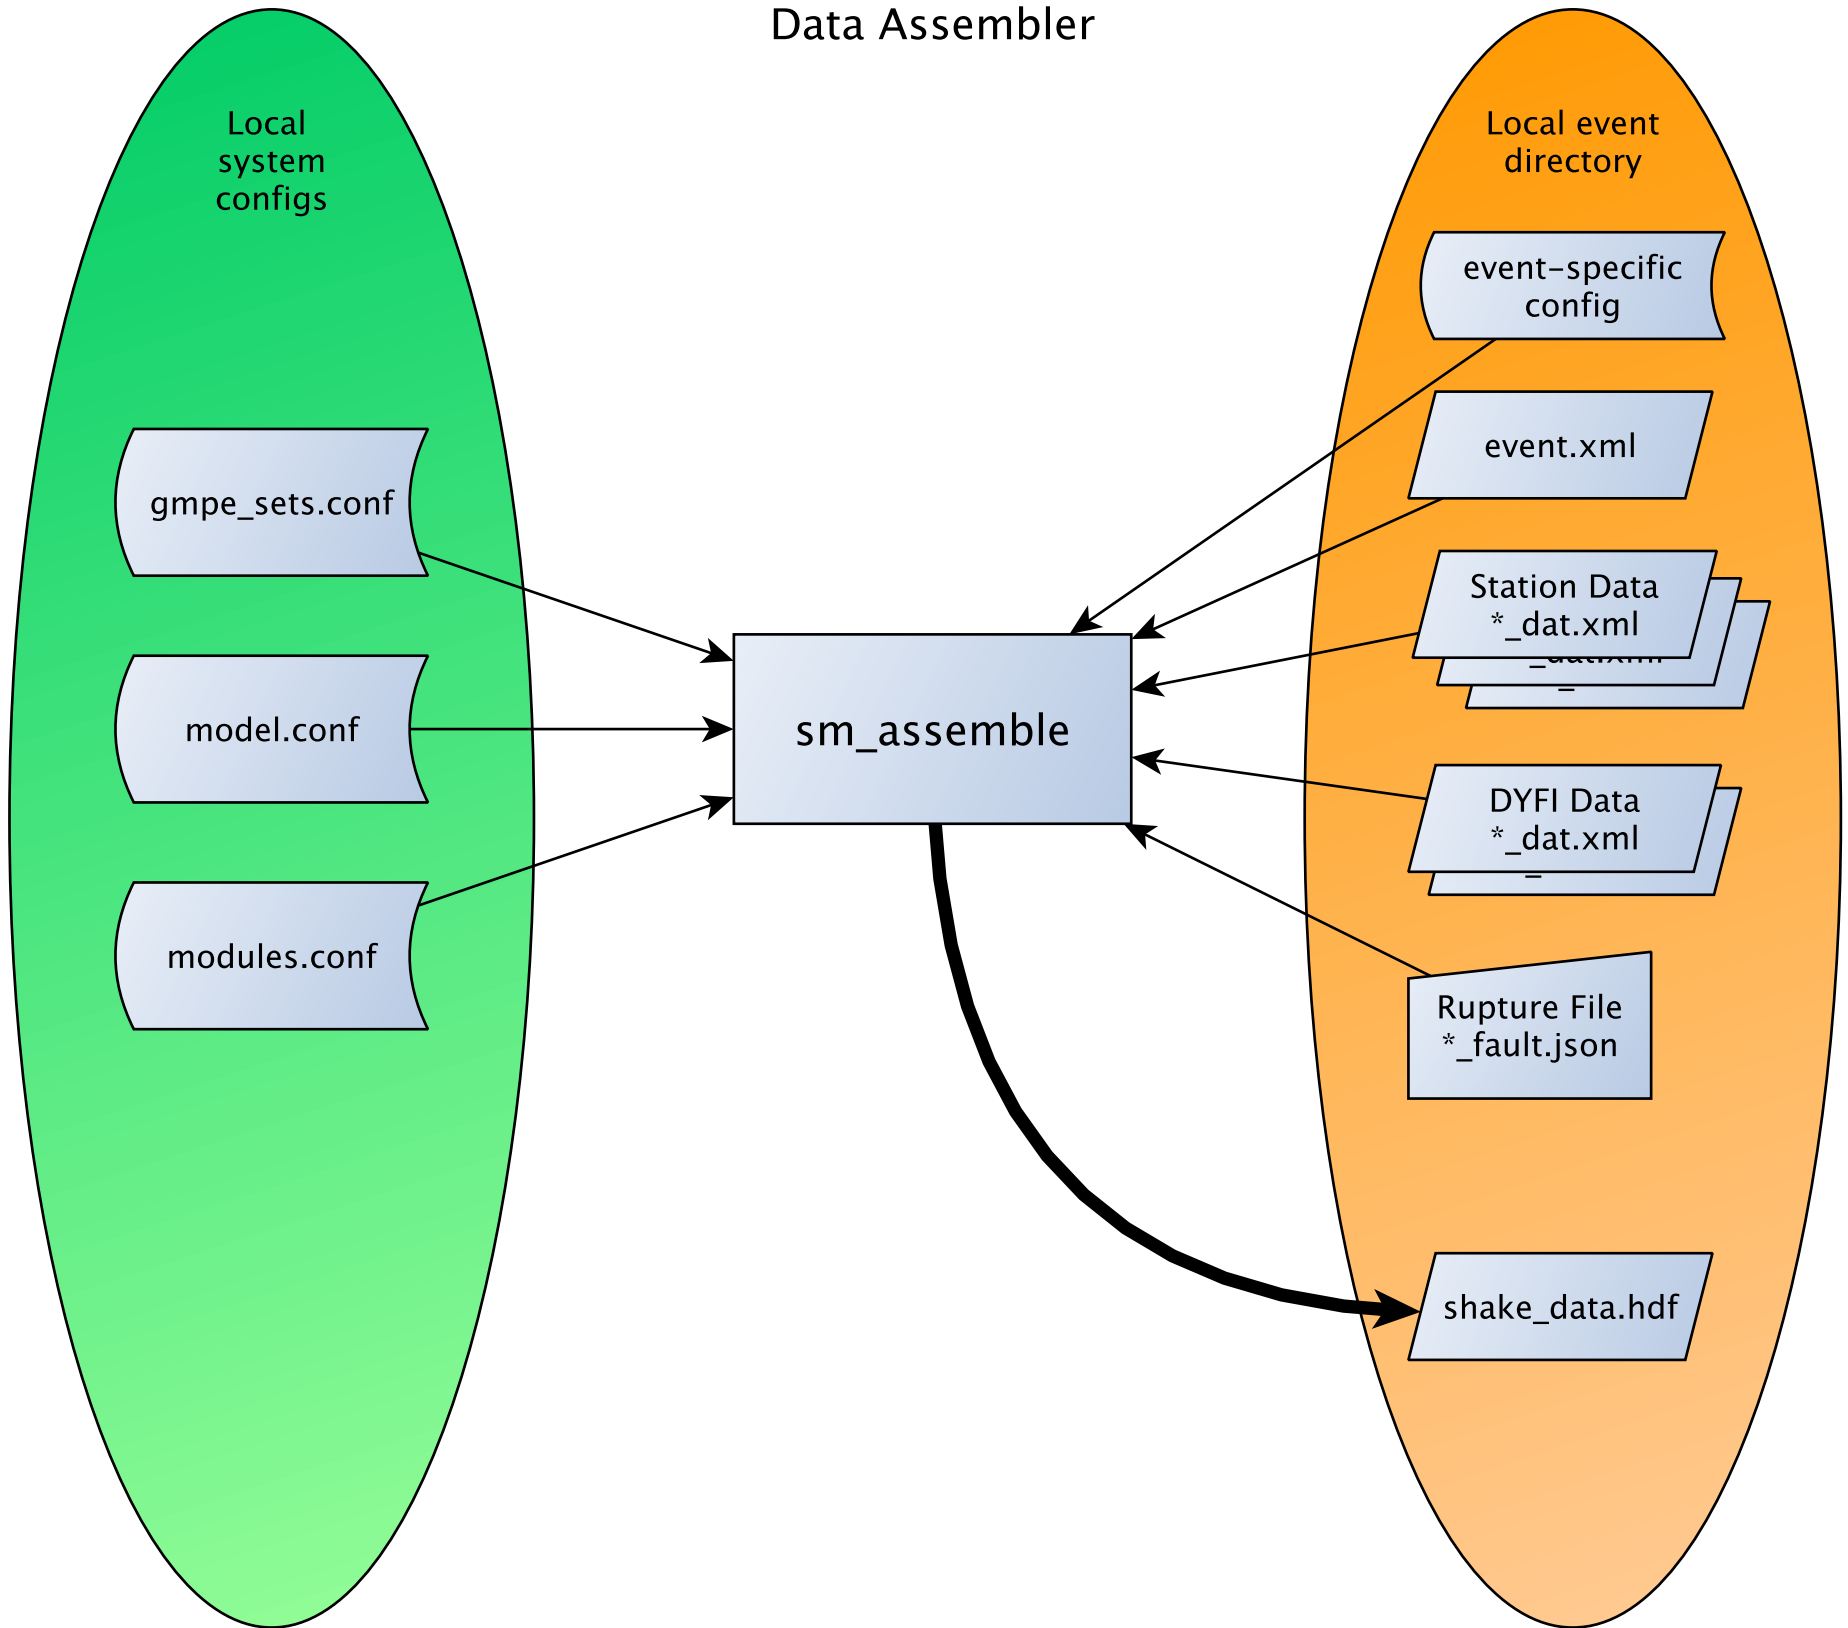 Data Assembler
Local
system
configs
gmpe_sets.conf
model.conf
modules.conf
sm_assemble
Local event
directory
event-specific
config
event.xml
Station Data
*_dat.xml
DYFI Data
*_dat.xml
Rupture File
*_fault.json
shake_data.hdf